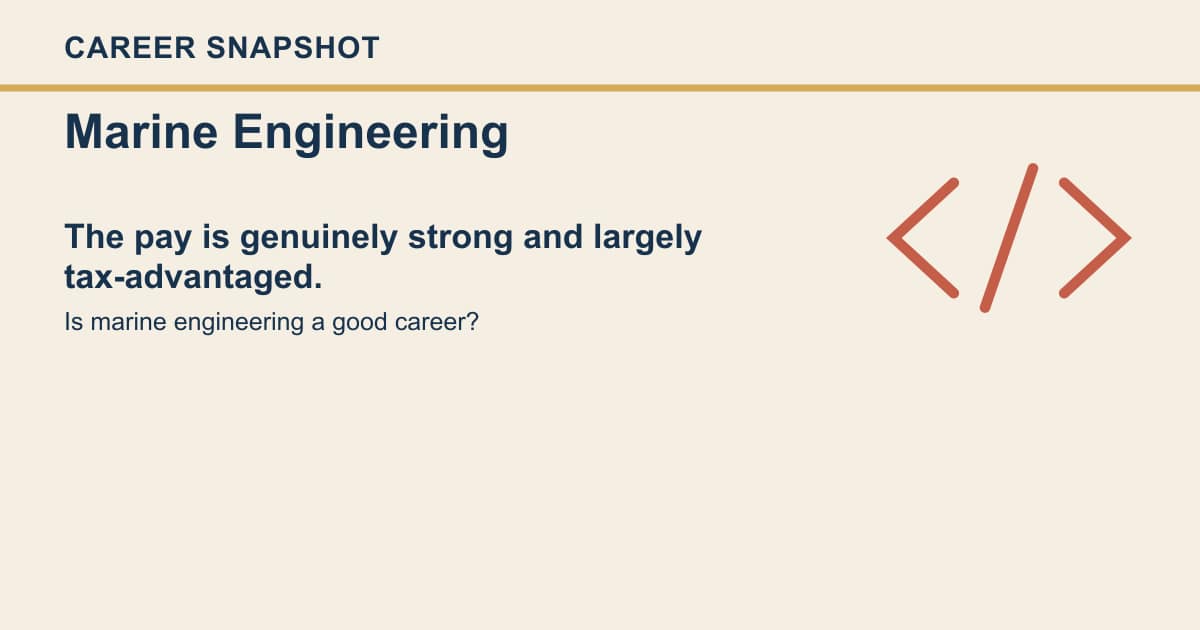 CAREER SNAPSHOT
Marine Engineering
The pay is genuinely strong and largely
tax-advantaged.
Is marine engineering a good career?